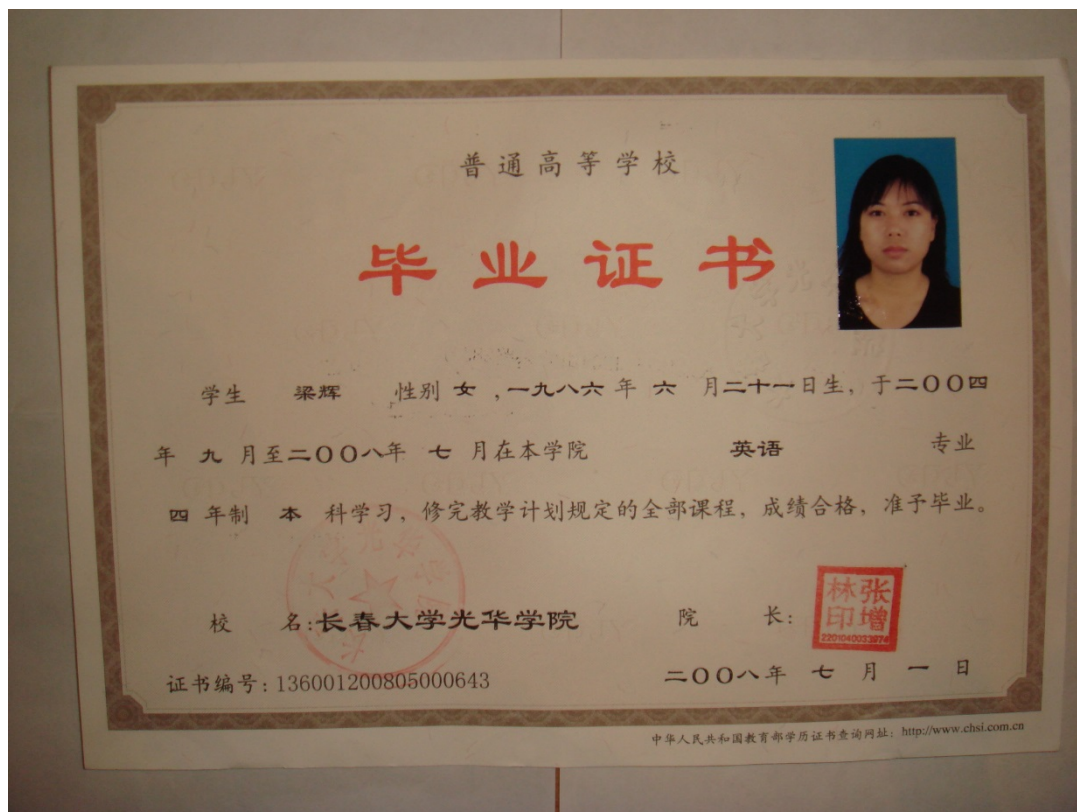 普通高等学校
毕业证书
学生 梁辉 性别 女 ,一九八六 年 六 月二十一日生，于二〇〇四
年 九 月至二〇〇八年 七 月在本学院 英语 专业
四 年制 本 科学习，修完教学计划规定的全部课程，成绩合格，准予毕业。
校 名:长春大学光华学院 院 长:
张增林印
2201040033974
证书编号: 136001200805000643 二〇〇八年 七 月 一 日
中华人民共和国教育部学历证书查询网址: http://www.chsi.com.cn